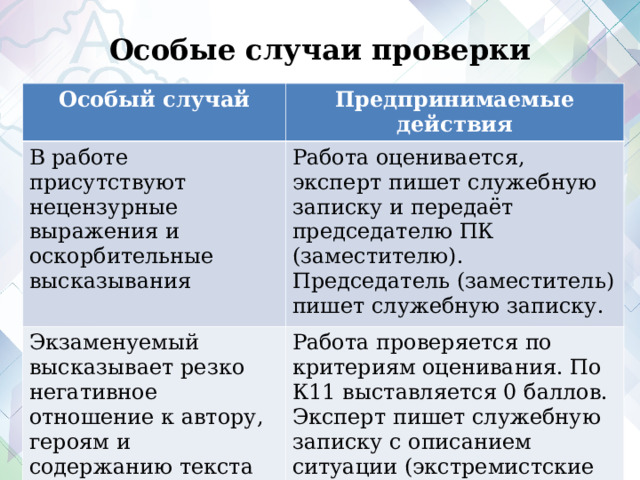 Особые случаи проверки
Особый случай
Предпринимаемые
действия
В работе
присутствуют
нецензурные
выражения и
оскорбительные
высказывания
Работа оценивается,
эксперт пишет служебную
записку и передаёт
председателю ПК
(заместителю).
Председатель (заместитель)
пишет служебную записку.
Экзаменуемый
высказывает резко
негативное
отношение к автору,
героям и
содержанию текста
Работа проверяется по
критериям оценивания. По
К11 выставляется 0 баллов.
Эксперт пишет служебную
записку с описанием
ситуации (экстремистские